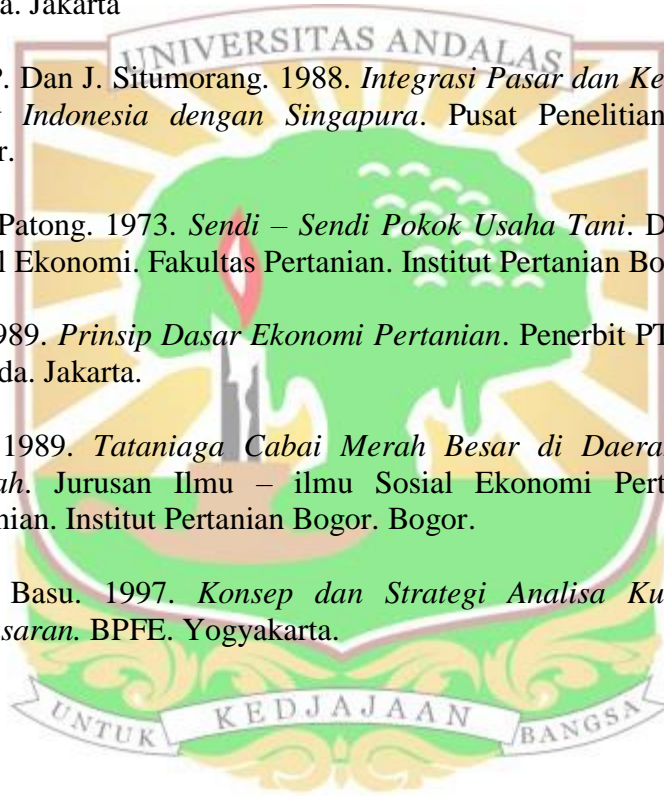 a. Jakarta
UNIVERSITAS ANDALAS
P. Dan J. Situmorang. 1988. Integrasi Pasar dan Ke
Indonesia dengan Singapura. Pusat Penelitian
r.
Patong. 1973. Sendi – Sendi Pokok Usaha Tani. D
l Ekonomi. Fakultas Pertanian. Institut Pertanian Bo
989. Prinsip Dasar Ekonomi Pertanian. Penerbit PT
da. Jakarta.
1989. Tataniaga Cabai Merah Besar di Daera
ah. Jurusan Ilmu – ilmu Sosial Ekonomi Pert
nian. Institut Pertanian Bogor. Bogor.
Basu. 1997. Konsep dan Strategi Analisa Ku
saran. BPFE. Yogyakarta.
UNTUK KEDJAJAAN BANGSA